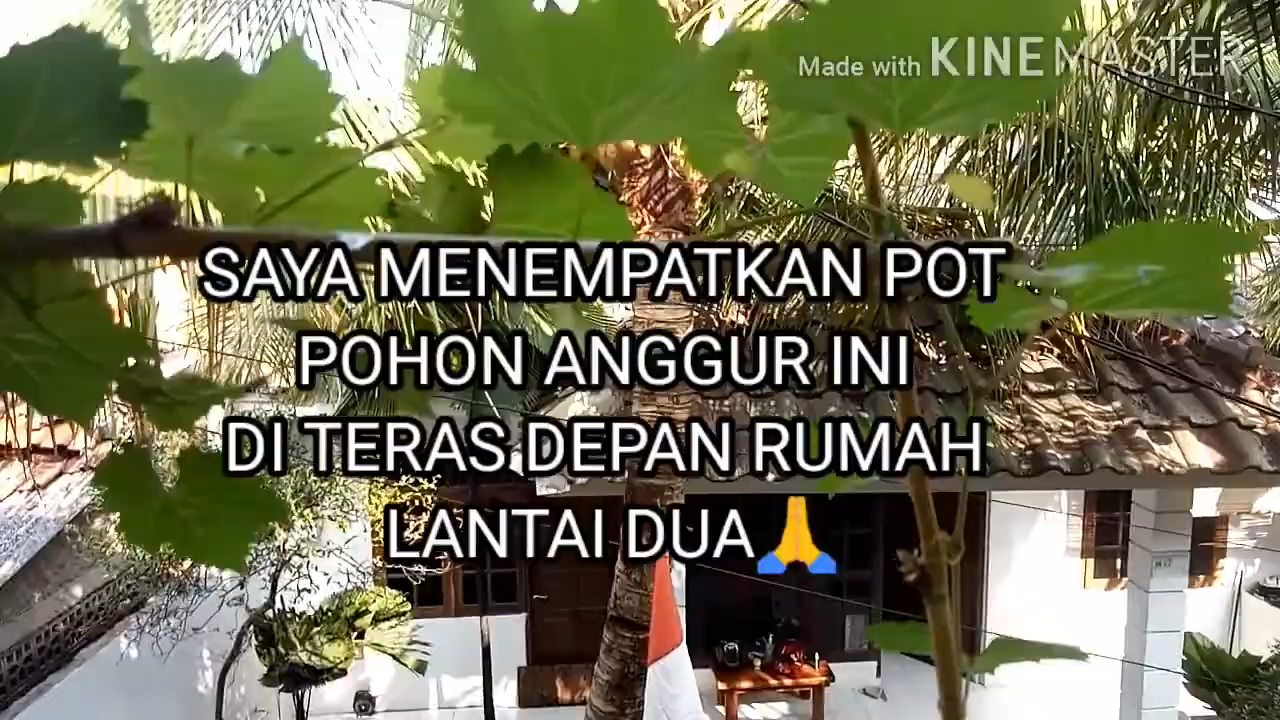 Made with KINEMASTER
SAYA MENEMPATKAN POT
POHON ANGGUR INI
DI TERAS DEPAN RUMAH
LANTAI DUA🙏